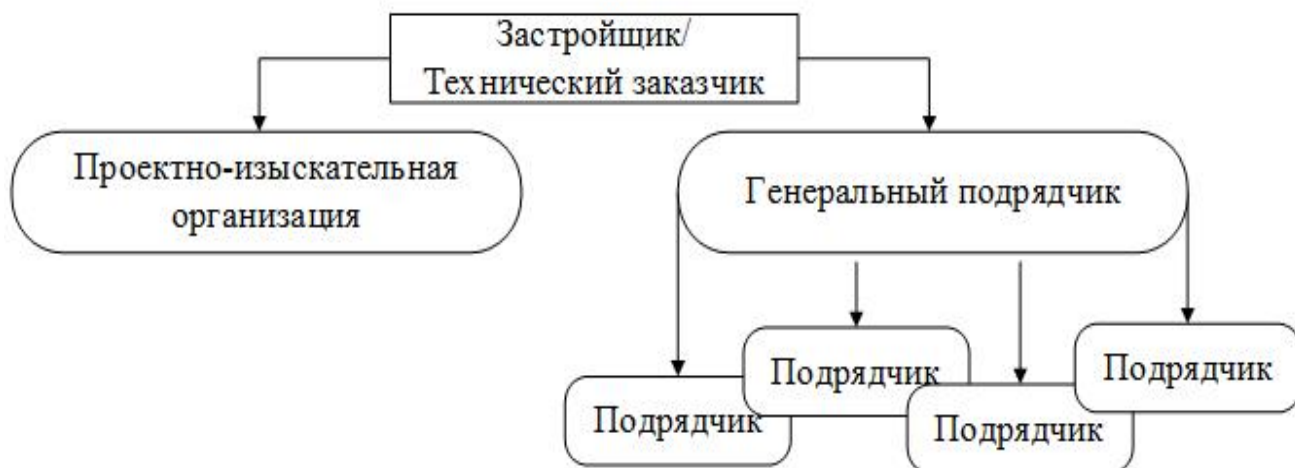 Застройщик/
Технический заказчик
Проектно-изыскательная
организация
Генеральный подрядчик
Подрядчик
Подрядчик
Подрядчик
Подрядчик